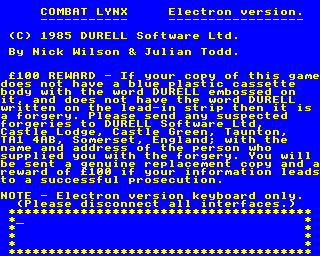 COMBAT LYNX     Electron version.
(C) 1985 DURELL Software Ltd.
By Nick Wilson & Julian Todd.
£100 REWARD - If your copy of this game
does not have a blue plastic cassette
body with the word DURELL embossed on
it, and does not have the word DURELL
written on the lead-in strip then it is
a forgery. Please send any suspected
forgeries to DURELL Software Ltd,
Castle Lodge, Castle Green, Taunton,
TA1 4AB, Somerset, England, with the
name and address of the person who
supplied you with the forgery. You will
be sent a genuine replacement copy and a
reward of £100 if your information leads
to a successful prosecution.
NOTE - Electron version keyboard only.
(Please disconnect all interfaces.)